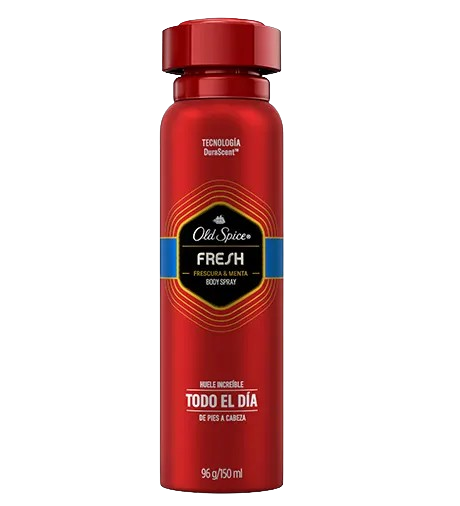 TECNOLOGÍA
DuraScent™
Old Spice®
FRESH
FRESCURA & MENTA
BODY SPRAY
HUELE INCREÍBLE
TODO EL DÍA
DE PIES A CABEZA
96 g/150 ml